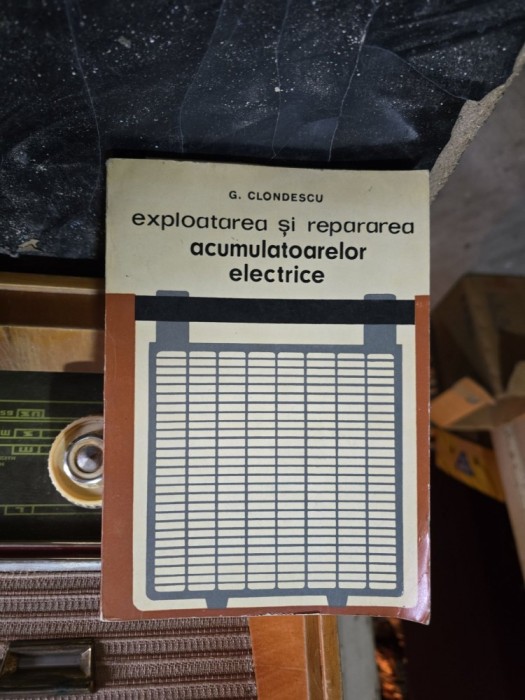 G. CLONDESCU
exploatarea și repararea
acumulatoarelor
electrice